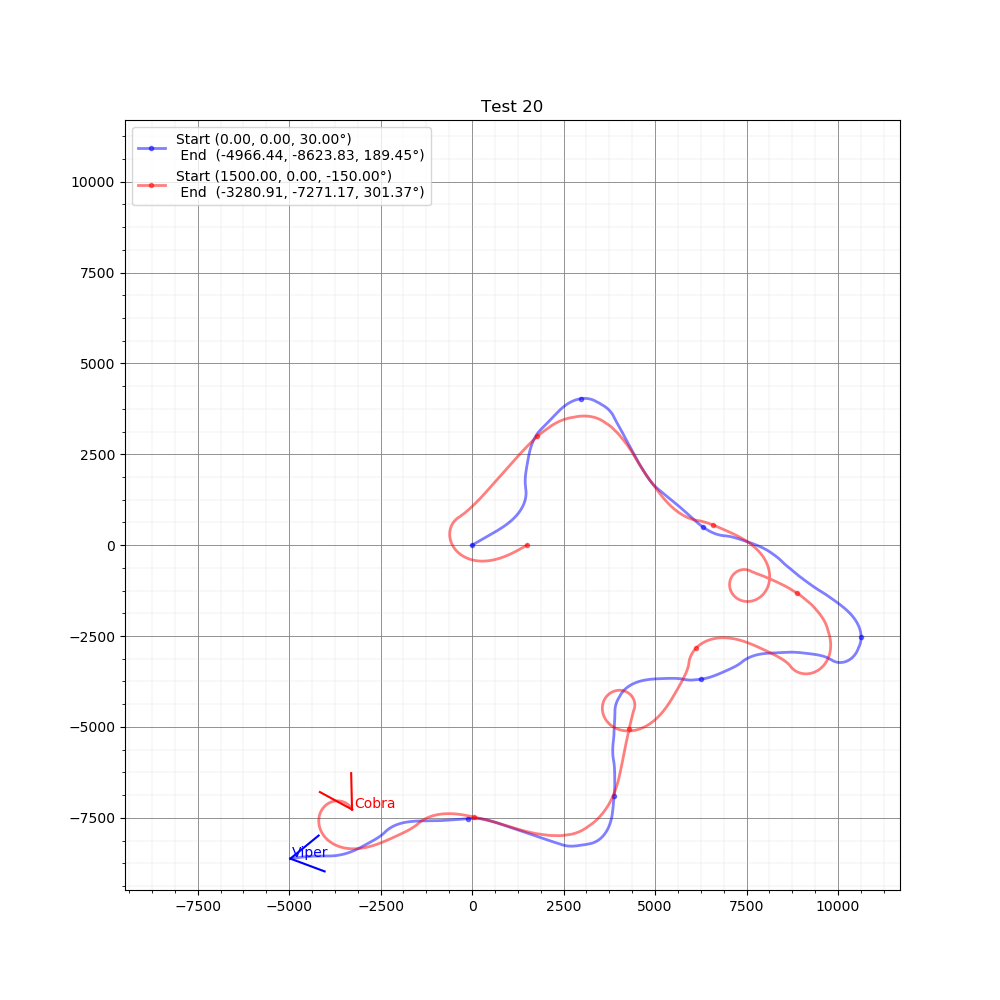 Test 20
Start (0.00, 0.00, 30.00°)
End (-4966.44, -8623.83, 189.45°)
Start (1500.00, 0.00, -150.00°)
End (-3280.91, -7271.17, 301.37°)
10000
7500
5000
2500
0
−2500
−5000
−7500
Cobra
Viper
−7500 −5000 −2500 0 2500 5000 7500 10000